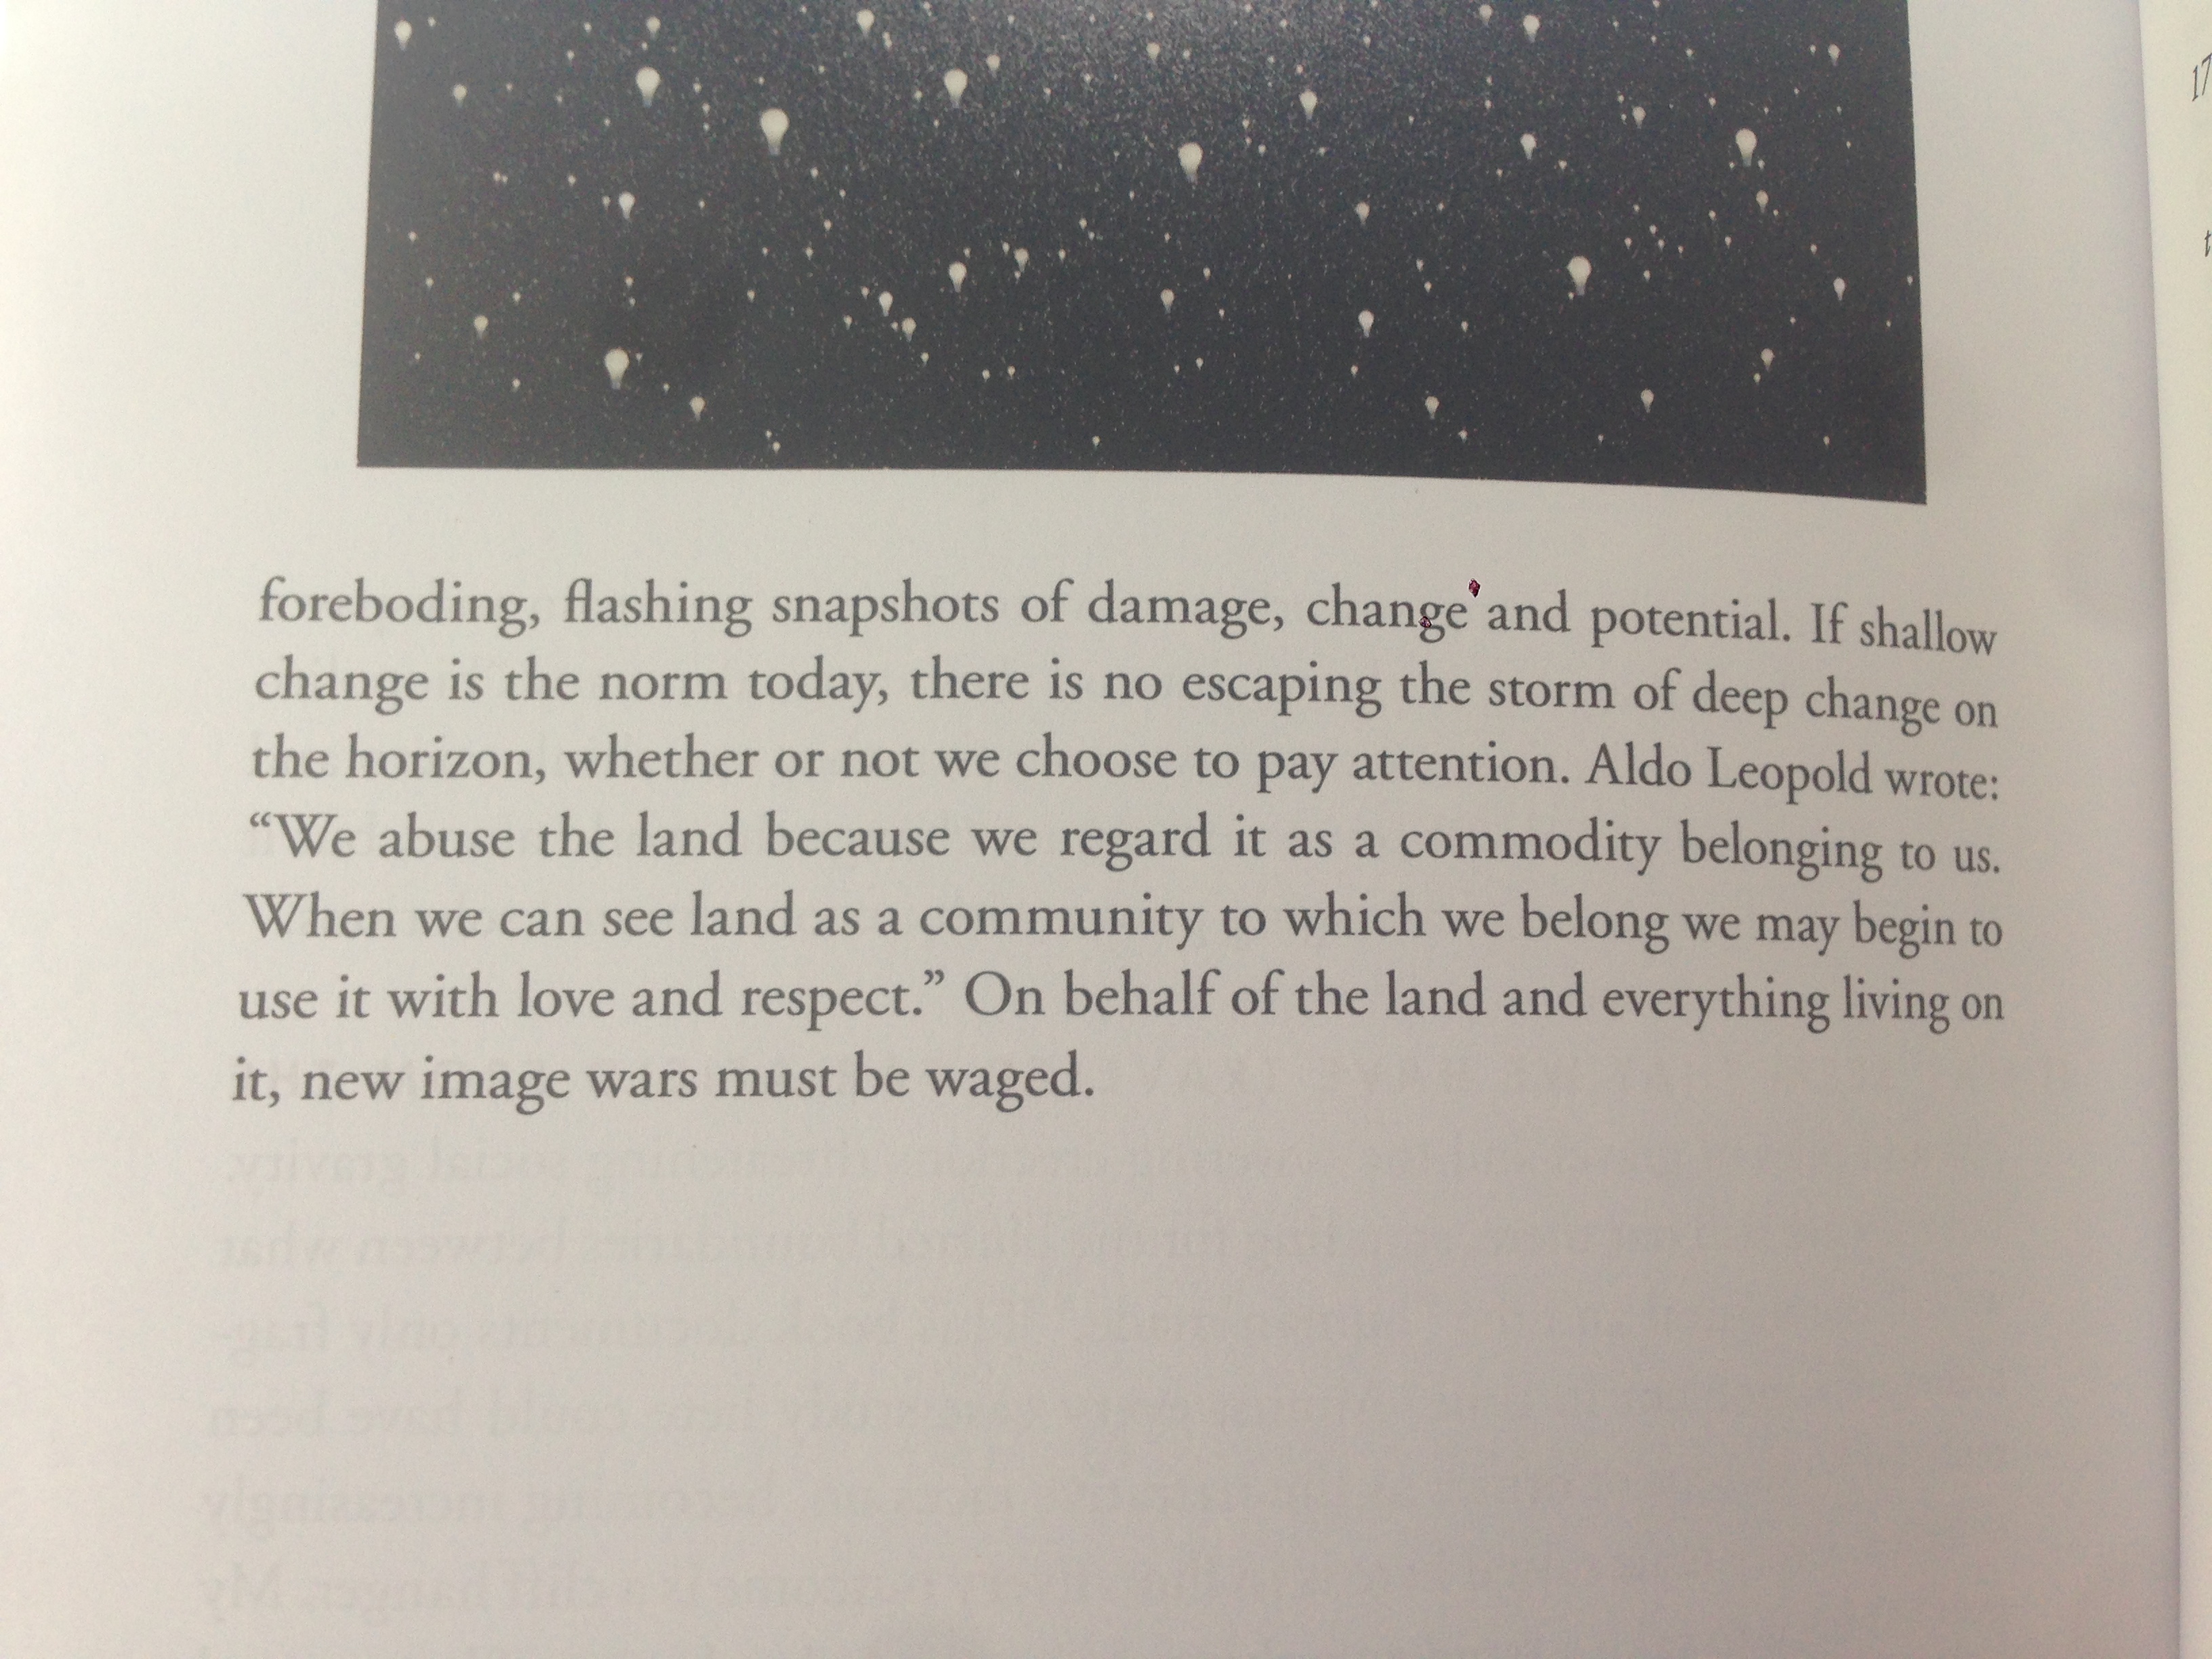 foreboding, flashing snapshots of damage, change and potential. If shallow
change is the norm today, there is no escaping the storm of deep change on
the horizon, whether or not we choose to pay attention. Aldo Leopold wrote:
“We abuse the land because we regard it as a commodity belonging to us.
When we can see land as a community to which we belong we may begin to
use it with love and respect.” On behalf of the land and everything living on
it, new image wars must be waged.
17
t